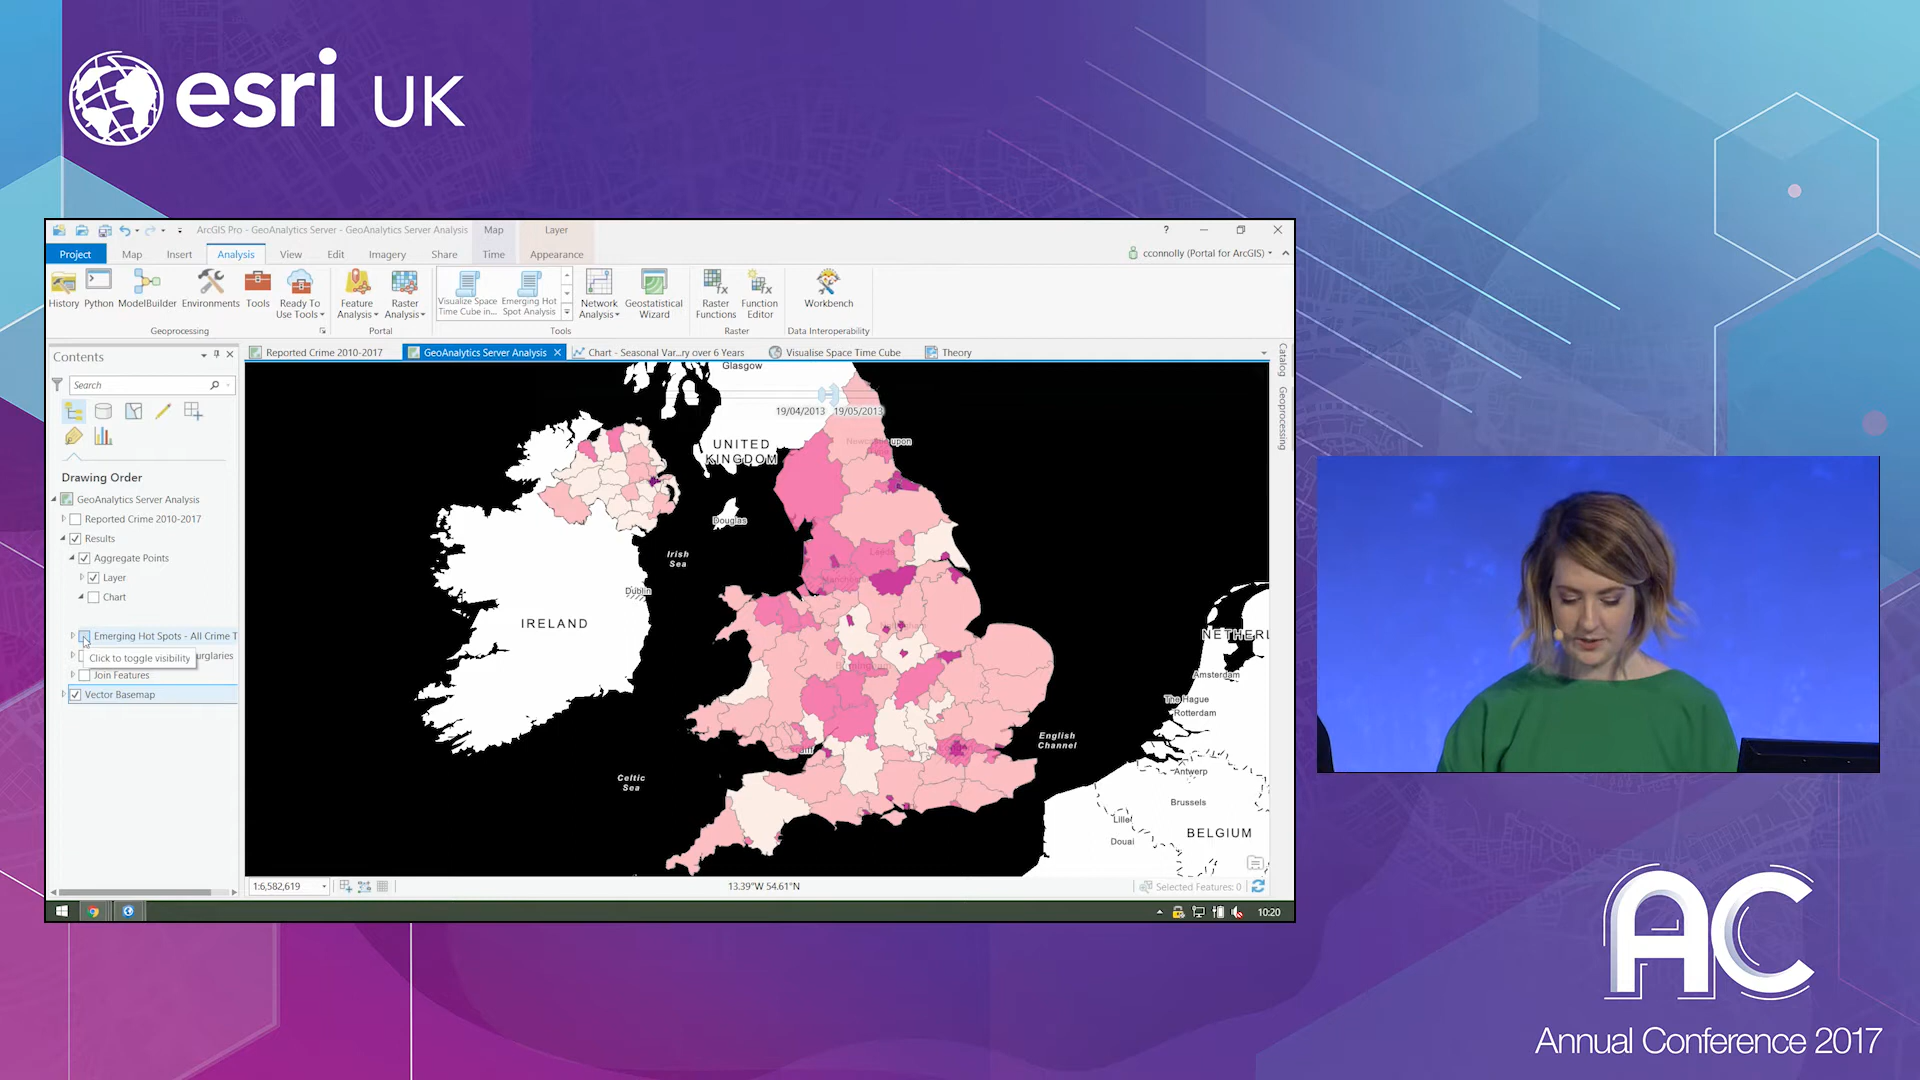 esri UK
ArcGIS Pro - GeoAnalytics Server - GeoAnalytics Server Analysis
Map
Layer
?
Project
Map
Insert
Analysis
View
Edit
Imagery
Share
Time
Appearance
cconnolly (Portal for ArcGIS)
History
Python
ModelBuilder
Environments
Tools
Ready To
Use Tools
Feature
Analysis
Raster
Analysis
Visualize Space
Time Cube in...
Emerging Hot
Spot Analysis
Network
Analysis
Geostatistical
Wizard
Raster
Functions
Function
Editor
Workbench
Geoprocessing
Portal
Tools
Raster
Data Interoperability
Contents
Reported Crime 2010-2017
GeoAnalytics Server Analysis
Chart - Seasonal Var...ry over 6 Years
Visualise Space Time Cube
Theory
Catalog
Geoprocessing
Search
Drawing Order
GeoAnalytics Server Analysis
Reported Crime 2010-2017
Results
Aggregate Points
Layer
Chart
Emerging Hot Spots - All Crime T
Click to toggle visibility
urglaries
Join Features
Vector Basemap
Glasgow
19/04/2013
19/05/2013
UNITED
KINGDOM
Newcastle upon
Douglas
Irish
Sea
Leeds
Manchester
Dublin
IRELAND
Birmingham
NETHERL
Amsterdam
The Hague
Rotterdam
English
Channel
Celtic
Sea
Antwerp
Brussels
Lille
BELGIUM
Douai
1:6,582,619
13.39°W 54.61°N
Selected Features: 0
10:20
AC
Annual Conference 2017